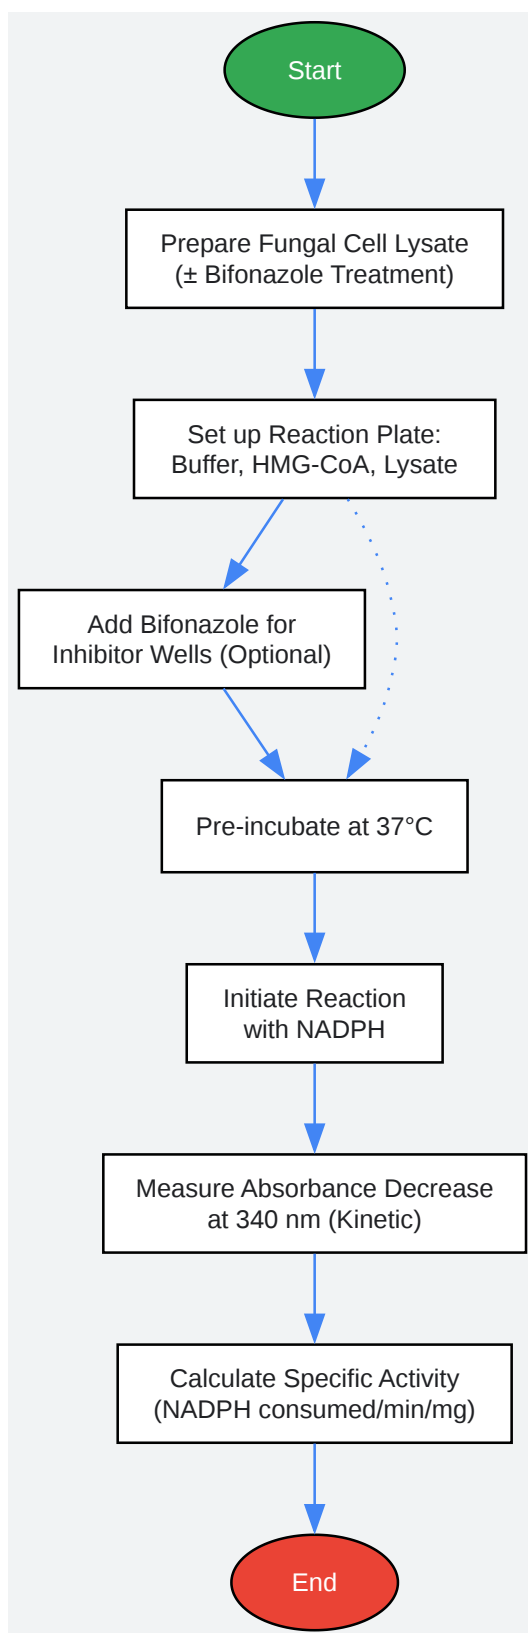 Start
Prepare Fungal Cell Lysate
(± Bifonazole Treatment)
Set up Reaction Plate:
Buffer, HMG-CoA, Lysate
Add Bifonazole for
Inhibitor Wells (Optional)
Pre-incubate at 37°C
Initiate Reaction
with NADPH
Measure Absorbance Decrease
at 340 nm (Kinetic)
Calculate Specific Activity
(NADPH consumed/min/mg)
End